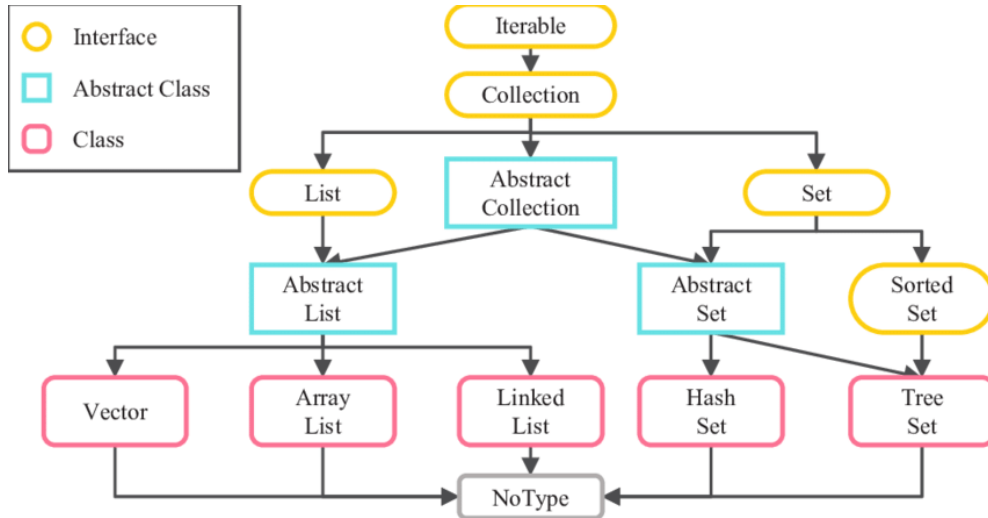 Interface
Abstract Class
Class
Iterable
Collection
List
Abstract
Collection
Set
Abstract
List
Abstract
Set
Sorted
Set
Vector
Array
List
Linked
List
Hash
Set
Tree
Set
NoType